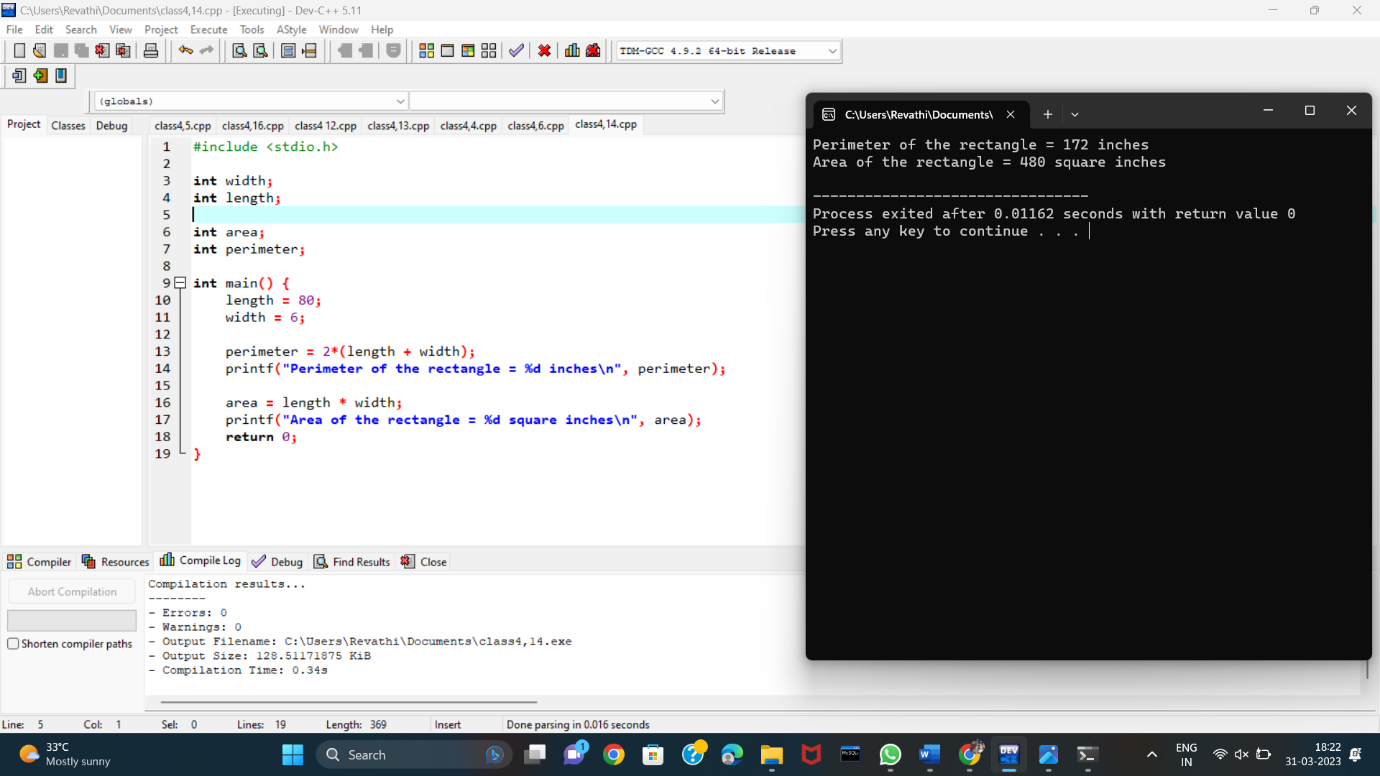 C:\Users\Revathi\Documents\class4,14.cpp - [Executing] - Dev-C++ 5.11
File Edit Search View Project Execute Tools AStyle Window Help
TDM-GCC 4.9.2 64-bit Release
(globals)
Project Classes Debug
class4,5.cpp class4,16.cpp class4 12.cpp class4,13.cpp class4,4.cpp class4,6.cpp class4,14.cpp
1 #include <stdio.h>
2
3 int width;
4 int length;
5
6 int area;
7 int perimeter;
8
9 int main() {
10 length = 80;
11 width = 6;
12
13 perimeter = 2*(length + width);
14 printf("Perimeter of the rectangle = %d inches\n", perimeter);
15
16 area = length * width;
17 printf("Area of the rectangle = %d square inches\n", area);
18 return 0;
19 }
C:\Users\Revathi\Documents\
Perimeter of the rectangle = 172 inches
Area of the rectangle = 480 square inches
--------------------------------
Process exited after 0.01162 seconds with return value 0
Press any key to continue . . .
Compiler Resources Compile Log Debug Find Results Close
Abort Compilation
Shorten compiler paths
Compilation results...
--------
- Errors: 0
- Warnings: 0
- Output Filename: C:\Users\Revathi\Documents\class4,14.exe
- Output Size: 128.51171875 KiB
- Compilation Time: 0.34s
Line: 5 Col: 1 Sel: 0 Lines: 19 Length: 369 Insert Done parsing in 0.016 seconds
33°C
Mostly sunny
Search
1
DEV
ENG
IN
18:22
31-03-2023